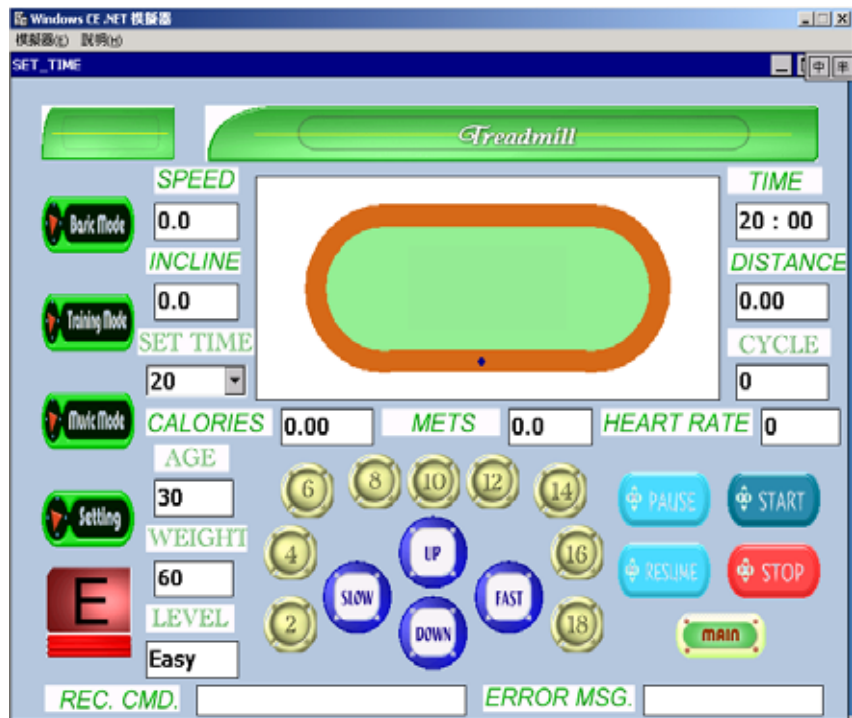 Windows CE .NET 模擬器
模擬器(E) 說明(H)
SET_TIME
中 半
Treadmill
SPEED
0.0
TIME
20 : 00
Basic Mode
INCLINE
0.0
DISTANCE
0.00
Training Mode
SET TIME
20
CYCLE
0
Music Mode
CALORIES 0.00 METS 0.0 HEART RATE 0
AGE
30
Setting
WEIGHT
60
E
LEVEL
Easy
2 4 6 8 10 12 14 16 18
UP
SLOW FAST
DOWN
PAUSE START
RESUME STOP
MAIN
REC. CMD. ERROR MSG.